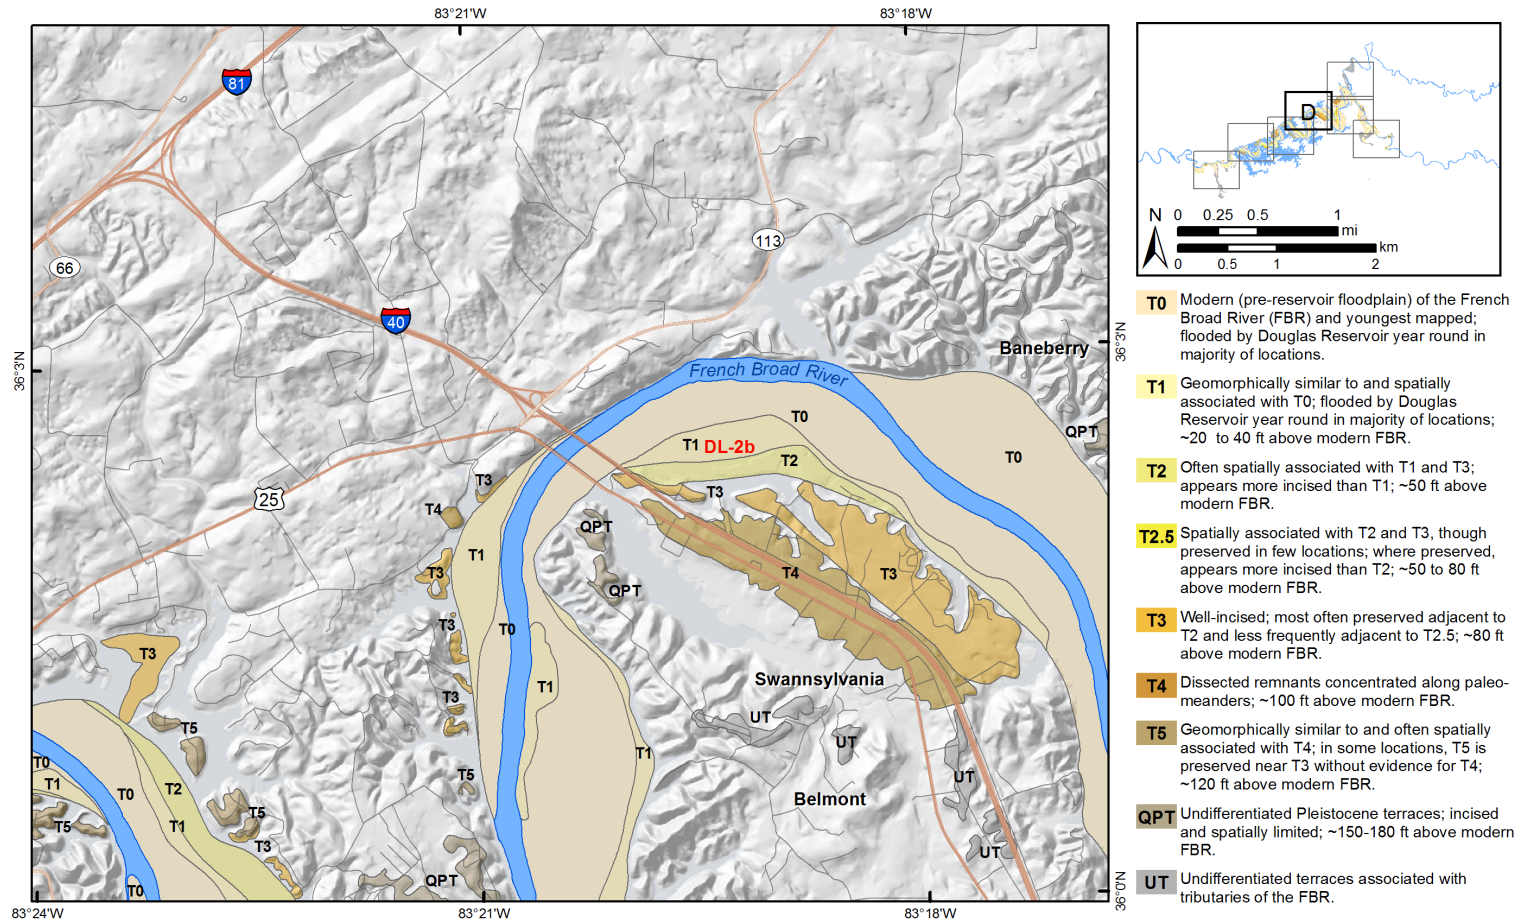 83°21'W
83°18'W
81
113
66
40
36°3'N
36°3'N
Baneberry
French Broad River
T0
QPT
T1
DL-2b
T2
T0
T3
T3
25
T4
QPT
T1
T3
T4
T3
QPT
T3
T0
T3
Swannsylvania
T3
T1
UT
T5
UT
T1
T0
T5
UT
T1
T0
T2
Belmont
T5
T1
T5
T3
UT
QPT
T0
36°0'N
83°24'W
83°21'W
83°18'W
D
N
0 0.25 0.5 1
mi
km
0 0.5 1 2
T0 Modern (pre-reservoir floodplain) of the French
Broad River (FBR) and youngest mapped;
flooded by Douglas Reservoir year round in
majority of locations.
T1 Geomorphically similar to and spatially
associated with T0; flooded by Douglas
Reservoir year round in majority of locations;
~20 to 40 ft above modern FBR.
T2 Often spatially associated with T1 and T3;
appears more incised than T1; ~50 ft above
modern FBR.
T2.5 Spatially associated with T2 and T3, though
preserved in few locations; where preserved,
appears more incised than T2; ~50 to 80 ft
above modern FBR.
T3 Well-incised; most often preserved adjacent to
T2 and less frequently adjacent to T2.5; ~80 ft
above modern FBR.
T4 Dissected remnants concentrated along paleo-
meanders; ~100 ft above modern FBR.
T5 Geomorphically similar to and often spatially
associated with T4; in some locations, T5 is
preserved near T3 without evidence for T4;
~120 ft above modern FBR.
QPT Undifferentiated Pleistocene terraces; incised
and spatially limited; ~150-180 ft above modern
FBR.
UT Undifferentiated terraces associated with
tributaries of the FBR.